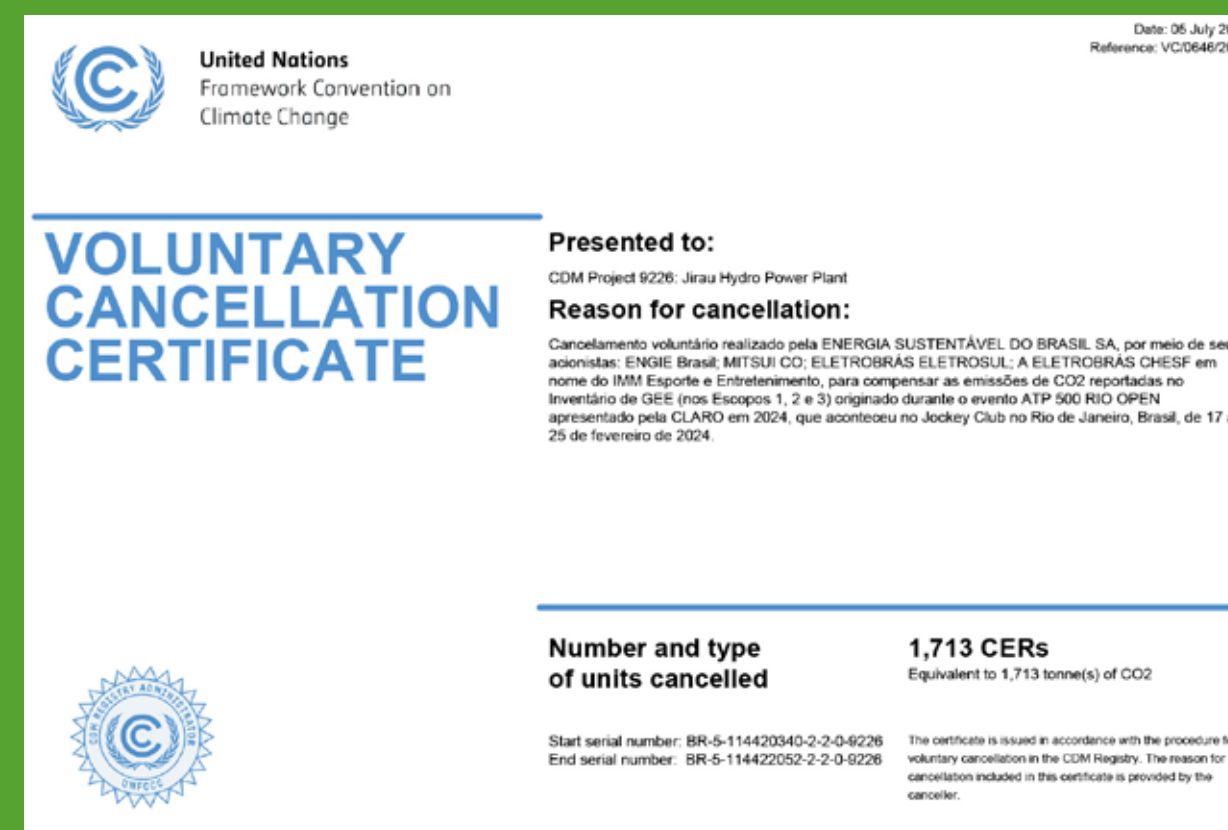 Date: 05 July 20
Reference: VC/0646/20
United Nations
Framework Convention on
Climate Change
VOLUNTARY
CANCELLATION
CERTIFICATE
Presented to:
CDM Project 9226: Jirau Hydro Power Plant
Reason for cancellation:
Cancelamento voluntário realizado pela ENERGIA SUSTENTÁVEL DO BRASIL SA, por meio de seu
acionistas: ENGIE Brasil; MITSUI CO; ELETROBRÁS ELETROSUL; A ELETROBRÁS CHESF em
nome do IMM Esporte e Entretenimento, para compensar as emissões de CO2 reportadas no
Inventário de GEE (nos Escopos 1, 2 e 3) originado durante o evento ATP 500 RIO OPEN
apresentado pela CLARO em 2024, que aconteceu no Jockey Club no Rio de Janeiro, Brasil, de 17 a
25 de fevereiro de 2024.
Number and type
of units cancelled
1,713 CERs
Equivalent to 1,713 tonne(s) of CO2
Start serial number: BR-5-114420340-2-2-0-9226
End serial number: BR-5-114422052-2-2-0-9226
The certificate is issued in accordance with the procedure fo
voluntary cancellation in the CDM Registry. The reason for
cancellation included in this certificate is provided by the
canceller.
CDM REGISTRY ADMINISTRATOR
UNFCCC